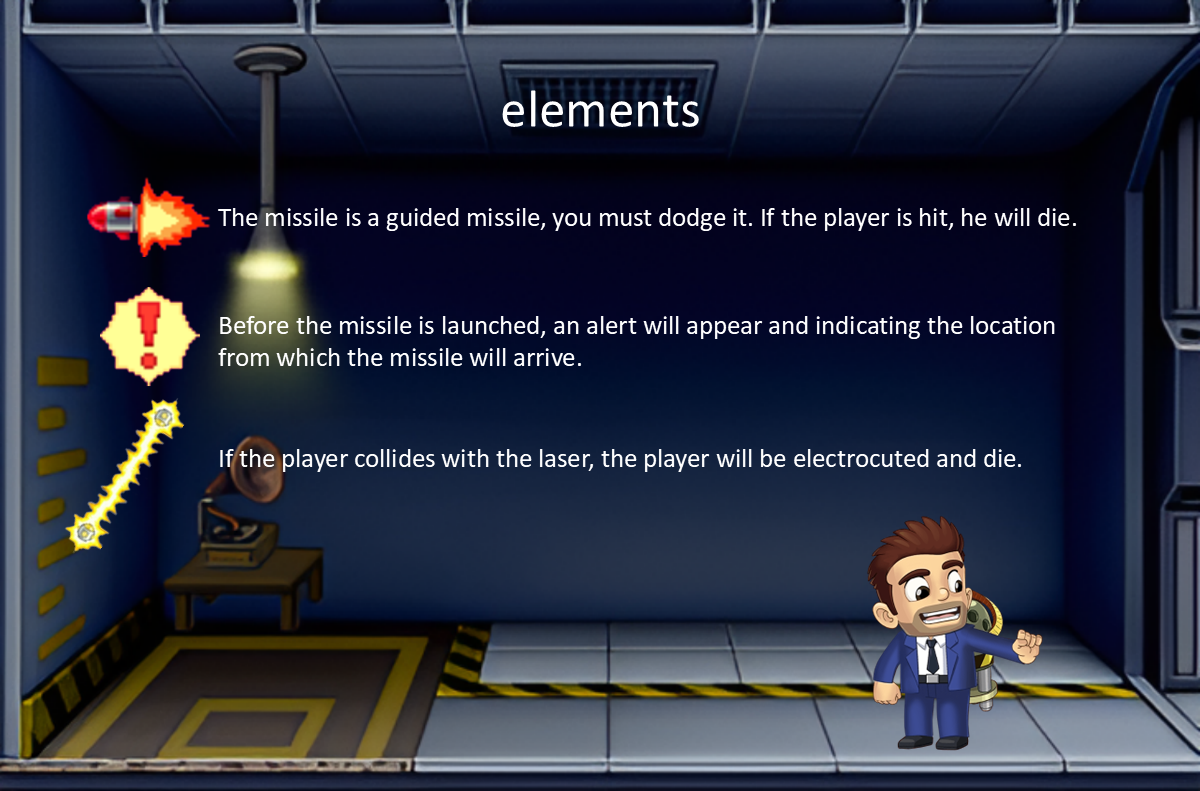 elements
The missile is a guided missile, you must dodge it. If the player is hit, he will die.
Before the missile is launched, an alert will appear and indicating the location
from which the missile will arrive.
If the player collides with the laser, the player will be electrocuted and die.